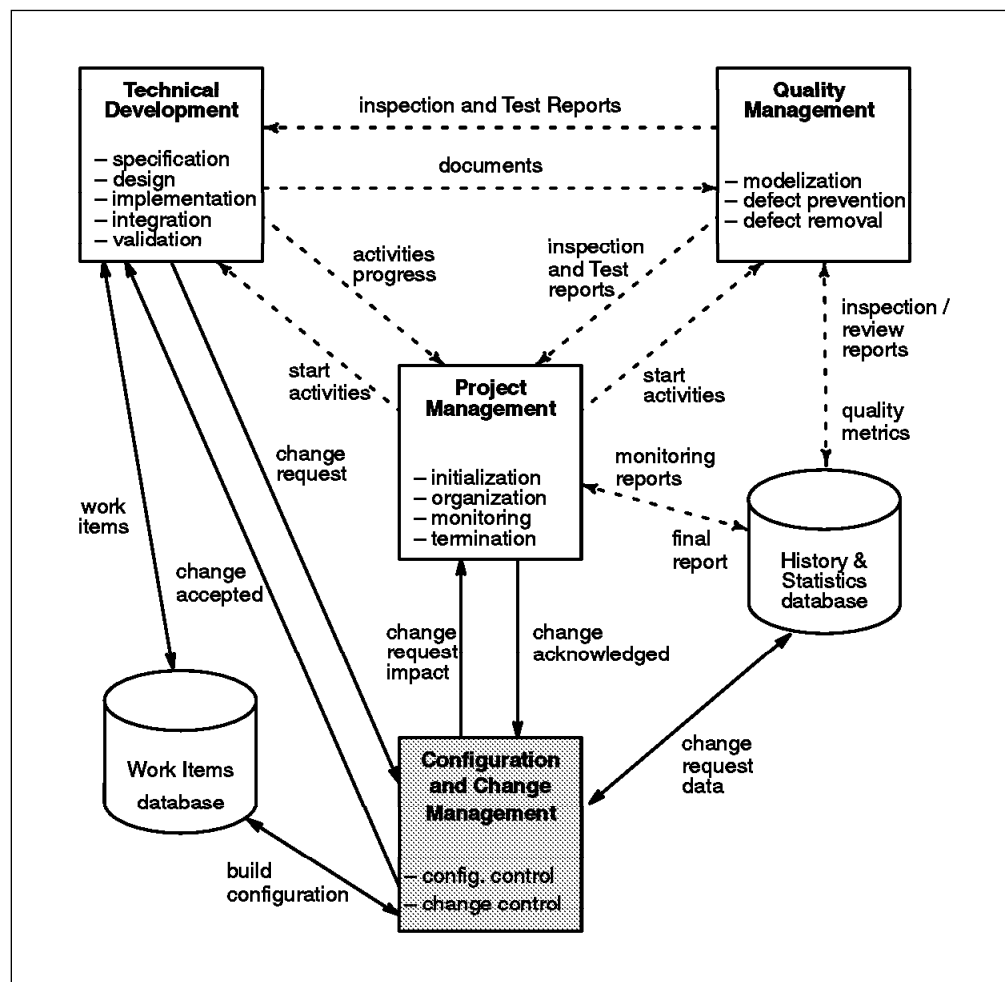 Technical
Development
– specification
– design
– implementation
– integration
– validation
inspection and Test Reports
documents
Quality
Management
– modelization
– defect prevention
– defect removal
activities
progress
inspection
and Test
reports
inspection /
review
reports
start
activities
Project
Management
– initialization
– organization
– monitoring
– termination
start
activities
quality
metrics
change
request
monitoring
reports
work
items
final
report
History &
Statistics
database
change
accepted
change
request
impact
change
acknowledged
Work Items
database
Configuration
and Change
Management
– config. control
– change control
change
request
data
build
configuration